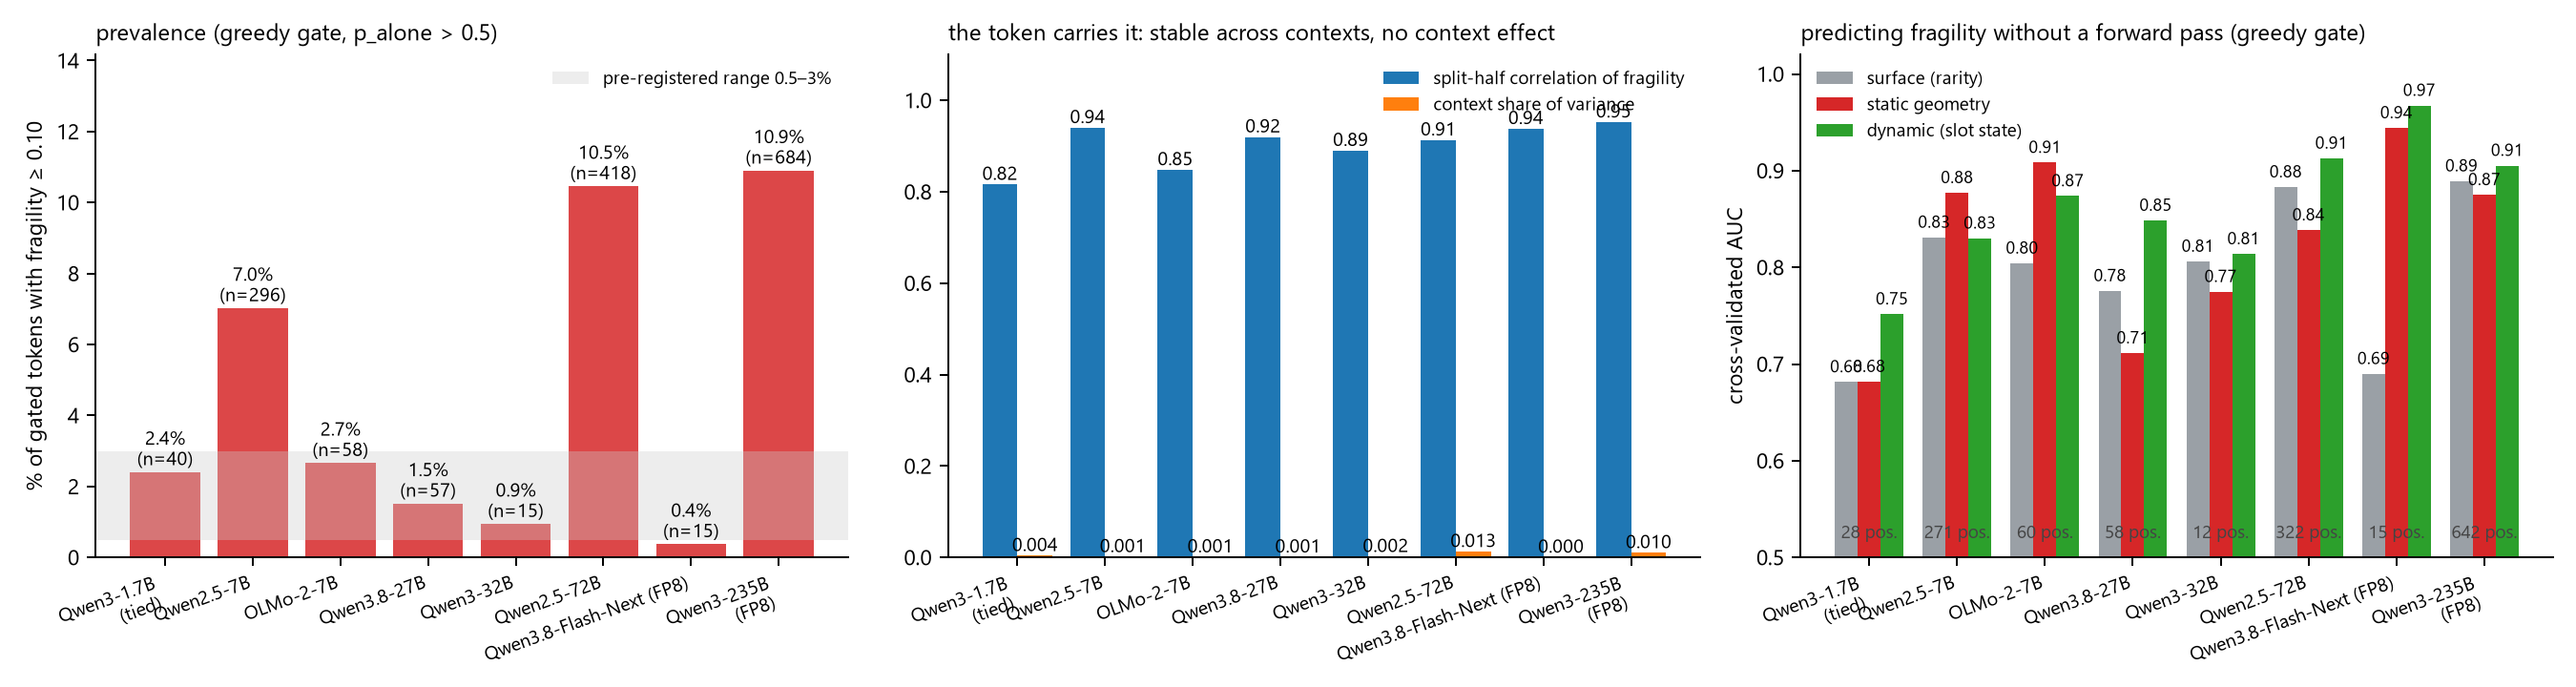 prevalence (greedy gate, p_alone > 0.5)
pre-registered range 0.5–3%
% of gated tokens with fragility ≥ 0.10
14
12
10
8
6
4
2
0
2.4%
(n=40)
7.0%
(n=296)
2.7%
(n=58)
1.5%
(n=57)
0.9%
(n=15)
10.5%
(n=418)
0.4%
(n=15)
10.9%
(n=684)
Qwen3-1.7B
(tied)
Qwen2.5-7B
OLMo-2-7B
Qwen3.8-27B
Qwen3-32B
Qwen2.5-72B
Qwen3.8-Flash-Next (FP8)
Qwen3-235B
(FP8)
the token carries it: stable across contexts, no context effect
split-half correlation of fragility
context share of variance
1.0
0.8
0.6
0.4
0.2
0.0
0.82
0.94
0.85
0.92
0.89
0.91
0.94
0.95
0.004
0.001
0.001
0.001
0.002
0.013
0.000
0.010
Qwen3-1.7B
(tied)
Qwen2.5-7B
OLMo-2-7B
Qwen3.8-27B
Qwen3-32B
Qwen2.5-72B
Qwen3.8-Flash-Next (FP8)
Qwen3-235B
(FP8)
predicting fragility without a forward pass (greedy gate)
surface (rarity)
static geometry
dynamic (slot state)
cross-validated AUC
1.0
0.9
0.8
0.7
0.6
0.5
0.68
0.68
0.75
0.83
0.88
0.83
0.80
0.91
0.87
0.78
0.71
0.85
0.81
0.77
0.81
0.88
0.84
0.91
0.69
0.94
0.97
0.89
0.87
0.91
28 pos.
271 pos.
60 pos.
58 pos.
12 pos.
322 pos.
15 pos.
642 pos.
Qwen3-1.7B
(tied)
Qwen2.5-7B
OLMo-2-7B
Qwen3.8-27B
Qwen3-32B
Qwen2.5-72B
Qwen3.8-Flash-Next (FP8)
Qwen3-235B
(FP8)